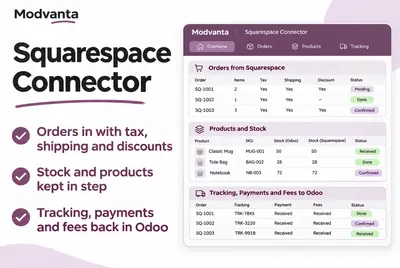 Modvanta
Squarespace
Connector
Orders in with tax,
shipping and discounts
Stock and products
kept in step
Tracking, payments
and fees back in Odoo
Modvanta Squarespace Connector
Overview Orders Products Tracking
Orders from Squarespace
Order Items Tax Shipping Discount Status
SQ-1001 2 Yes Yes Yes Pending
SQ-1002 1 Yes Yes – Done
SQ-1003 3 Yes Yes Yes Confirmed
Products and Stock
Product SKU Stock (Odoo) Stock (Squarespace) Status
Classic Mug MUG-001 50 50 Received
Tote Bag BAG-002 28 28 Done
Notebook NB-003 72 72 Confirmed
Tracking, Payments and Fees to Odoo
Order Tracking Payment Fees Status
SQ-1001 TRK-7845 Received Received Done
SQ-1002 TRK-3220 Received Received Confirmed
SQ-1003 TRK-9918 Received Received Done